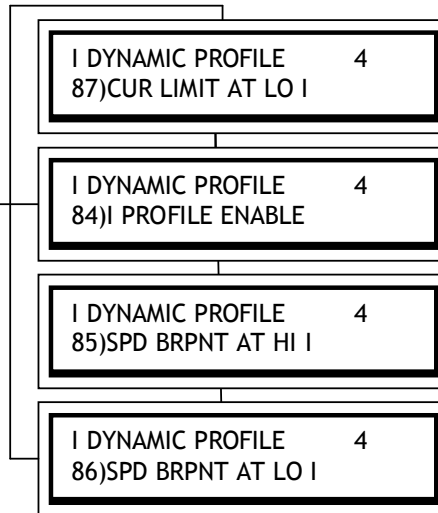 I DYNAMIC PROFILE 4
87)CUR LIMIT AT LO I
I DYNAMIC PROFILE 4
84)I PROFILE ENABLE
I DYNAMIC PROFILE 4
85)SPD BRPNT AT HI I
I DYNAMIC PROFILE 4
86)SPD BRPNT AT LO I